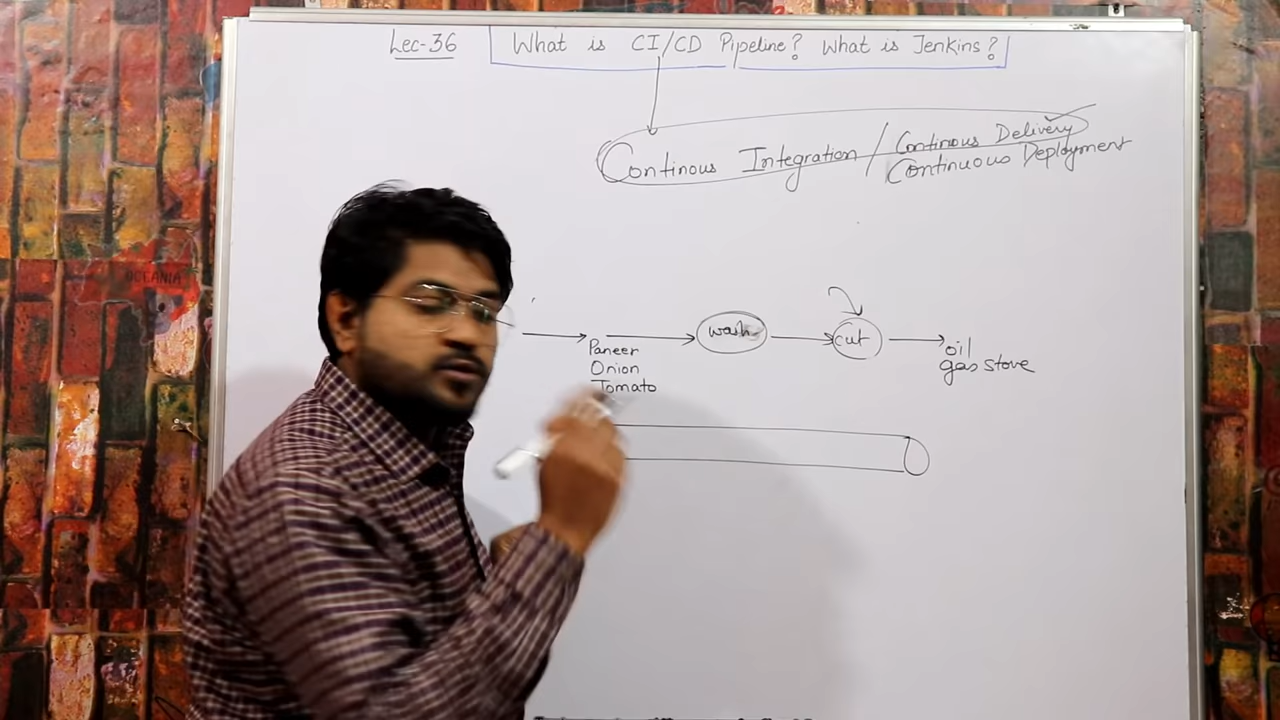 Lec-36 What is CI/CD Pipeline? What is Jenkins?
Continous Integration / Continous Delivery
Continuous Deployment
OCEANIA
wash
cut
Paneer
Onion
Tomato
oil
gas stove